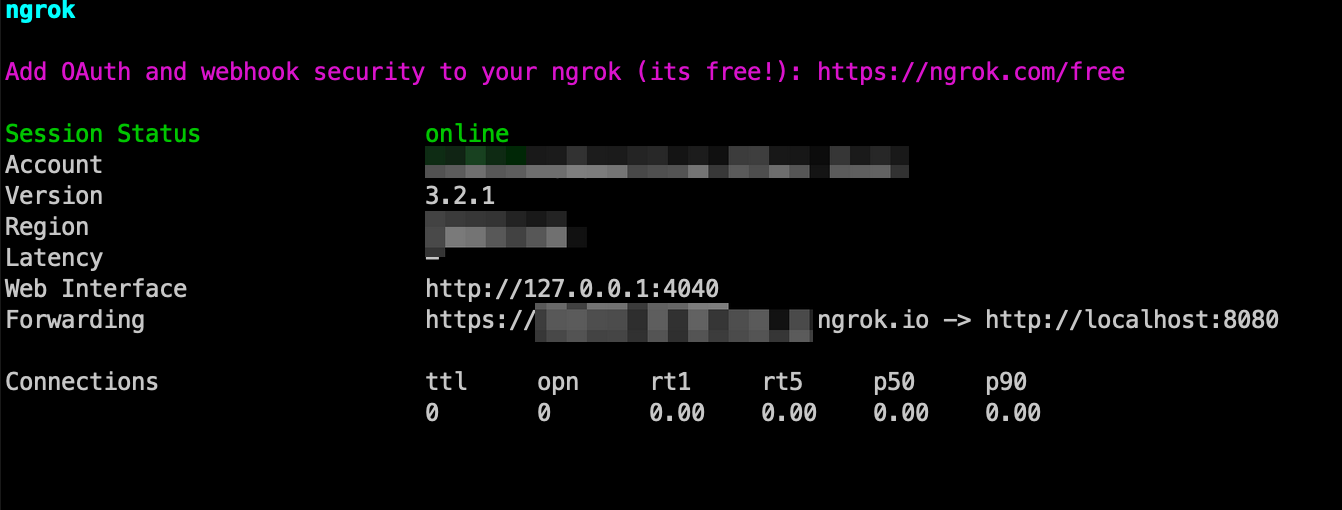 ngrok
Add OAuth and webhook security to your ngrok (its free!): https://ngrok.com/free
Session Status online
Account
Version 3.2.1
Region
Latency
Web Interface http://127.0.0.1:4040
Forwarding https:// ngrok.io -> http://localhost:8080
Connections ttl opn rt1 rt5 p50 p90
0 0 0.00 0.00 0.00 0.00